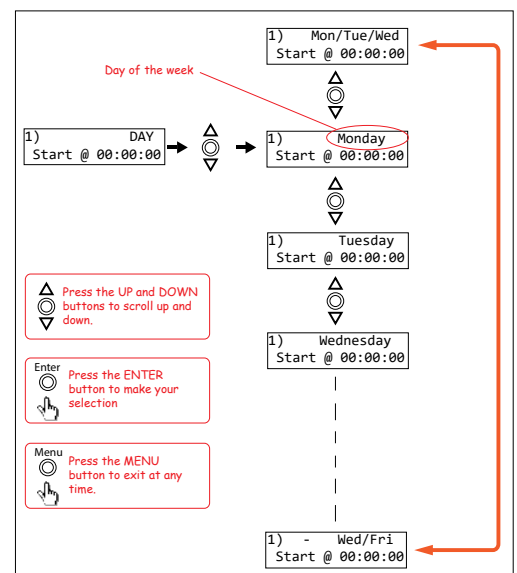 1) Mon/Tue/Wed
Start @ 00:00:00
Day of the week
1) DAY
Start @ 00:00:00
1) Monday
Start @ 00:00:00
1) Tuesday
Start @ 00:00:00
Press the UP and DOWN
buttons to scroll up and
down.
1) Wednesday
Start @ 00:00:00
Enter
Press the ENTER
button to make your
selection
Menu
Press the MENU
button to exit at any
time.
1) - Wed/Fri
Start @ 00:00:00